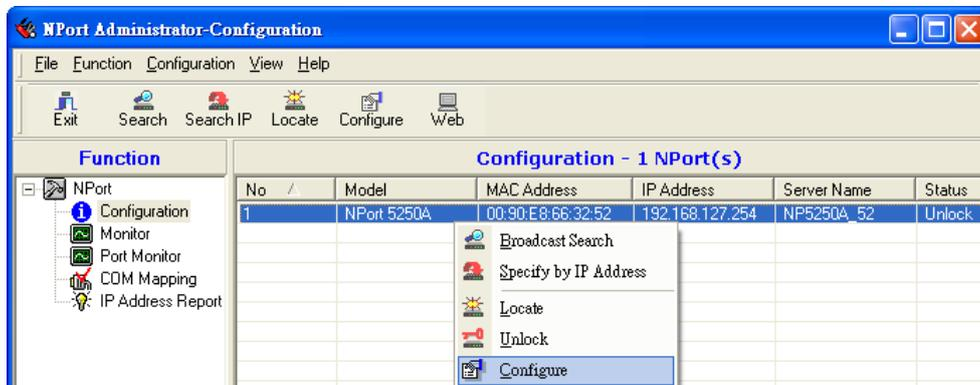 NPort Administrator-Configuration
File Function Configuration View Help
Exit Search Search IP Locate Configure Web
Function
Configuration - 1 NPort(s)
NPort
Configuration
Monitor
Port Monitor
COM Mapping
IP Address Report
No Model MAC Address IP Address Server Name Status
1 NPort 5250A 00:90:E8:66:32:52 192.168.127.254 NP5250A_52 Unlock
Broadcast Search
Specify by IP Address
Locate
Unlock
Configure